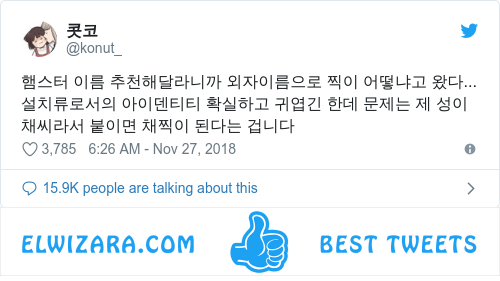 콧코
@konut_
햄스터 이름 추천해달라니까 외자이름으로 찍이 어떻냐고 왔다...
설치류로서의 아이덴티티 확실하고 귀엽긴 한데 문제는 제 성이
채씨라서 붙이면 채찍이 된다는 겁니다
3,785 6:26 AM - Nov 27, 2018
15.9K people are talking about this
ELWIZARA.COM BEST TWEETS